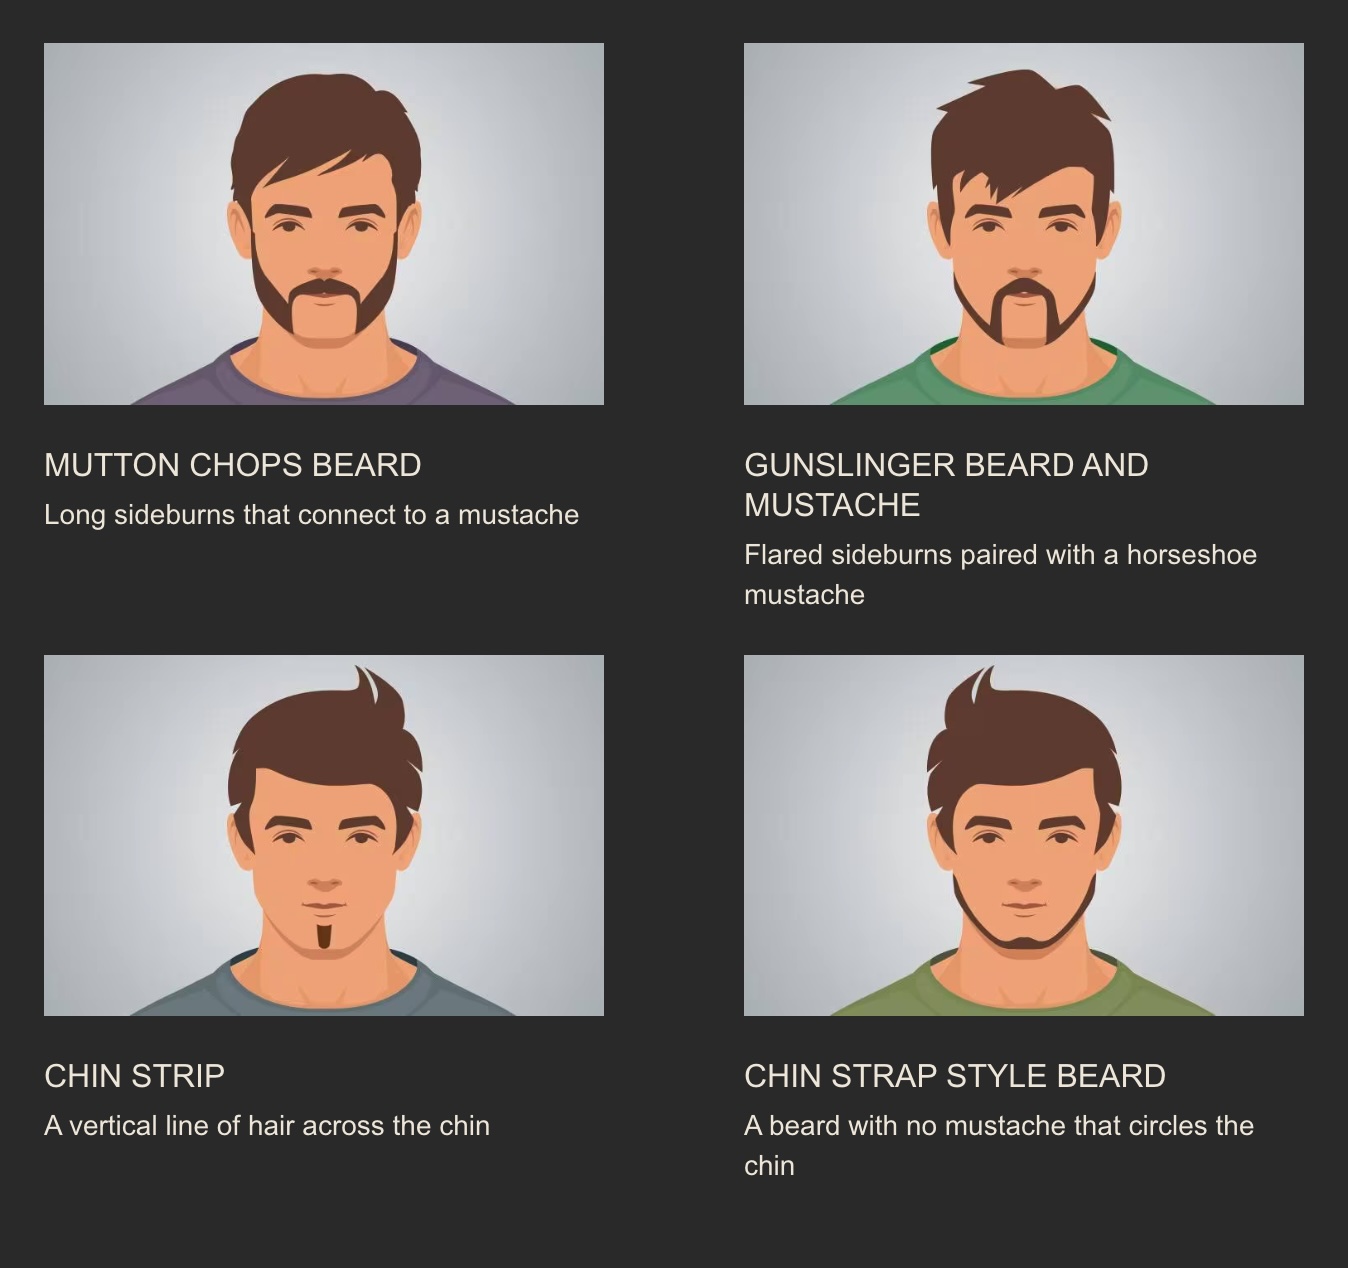 MUTTON CHOPS BEARD
Long sideburns that connect to a mustache
GUNSLINGER BEARD AND
MUSTACHE
Flared sideburns paired with a horseshoe
mustache
CHIN STRIP
A vertical line of hair across the chin
CHIN STRAP STYLE BEARD
A beard with no mustache that circles the
chin